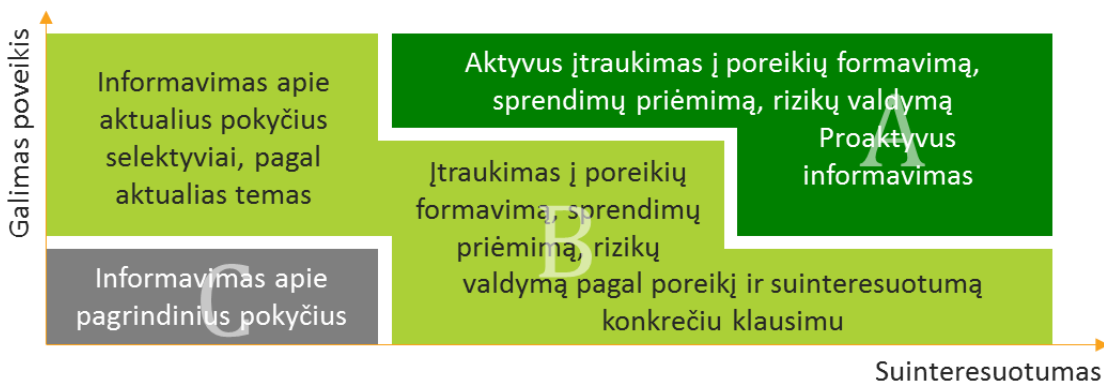 Galimas poveikis
Informavimas apie
aktualius pokyčius
selektyviai, pagal
aktualias temas
Aktyvus įtraukimas į poreikių formavimą,
sprendimų priėmimą, rizikų valdymą
Proaktyvus
informavimas
A
Įtraukimas į poreikių
formavimą, sprendimų
priėmimą, rizikų
valdymą pagal poreikį ir suinteresuotumą
konkrečiu klausimu
B
Informavimas apie
pagrindinius pokyčius
C
Suinteresuotumas